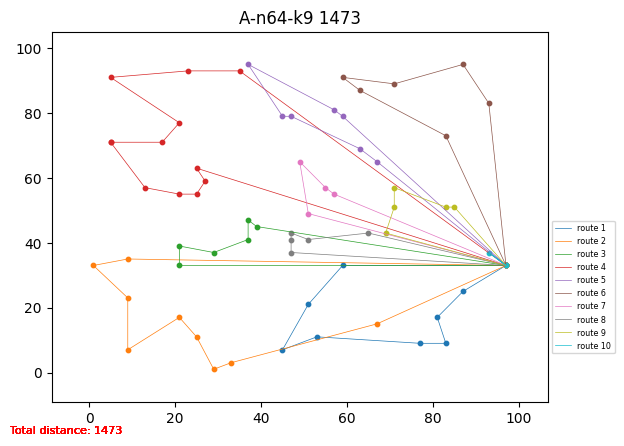 A-n64-k9 1473
100
80
60
40
20
0
0 20 40 60 80 100
route 1
route 2
route 3
route 4
route 5
route 6
route 7
route 8
route 9
route 10
Total distance: 1473